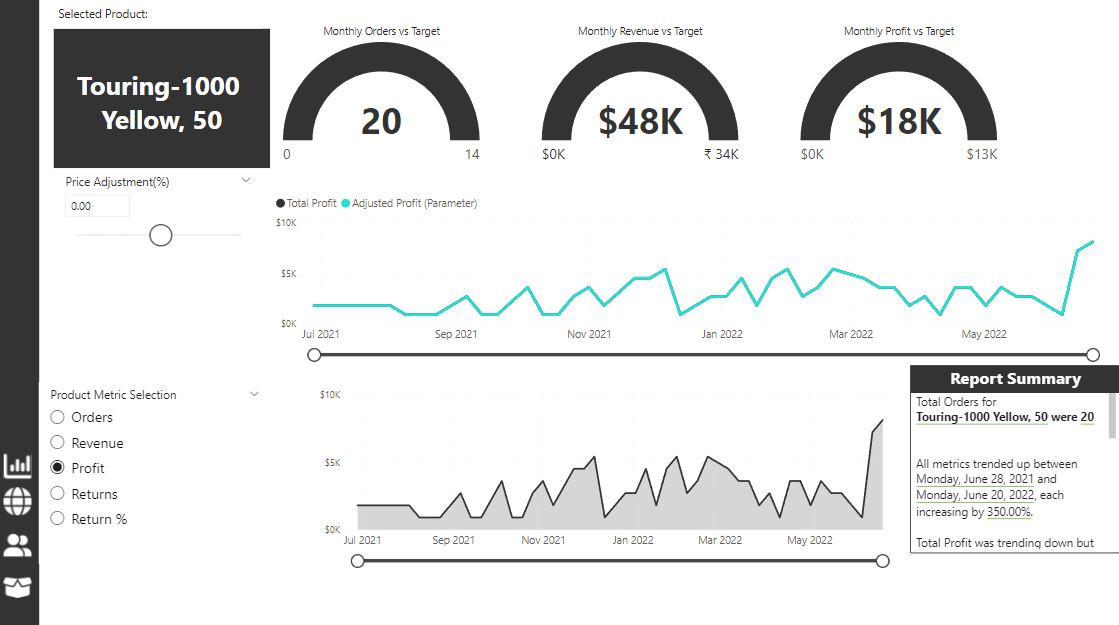 Selected Product:
Touring-1000
Yellow, 50
Monthly Orders vs Target
20
0
14
Monthly Revenue vs Target
$48K
$0K
₹ 34K
Monthly Profit vs Target
$18K
$0K
$13K
Price Adjustment(%)
0.00
Total Profit
Adjusted Profit (Parameter)
$10K
$5K
$0K
Jul 2021
Sep 2021
Nov 2021
Jan 2022
Mar 2022
May 2022
Product Metric Selection
Orders
Revenue
Profit
Returns
Return %
$10K
$5K
$0K
Jul 2021
Sep 2021
Nov 2021
Jan 2022
Mar 2022
May 2022
Report Summary
Total Orders for
Touring-1000 Yellow, 50 were 20
All metrics trended up between
Monday, June 28, 2021 and
Monday, June 20, 2022, each
increasing by 350.00%.
Total Profit was trending down but